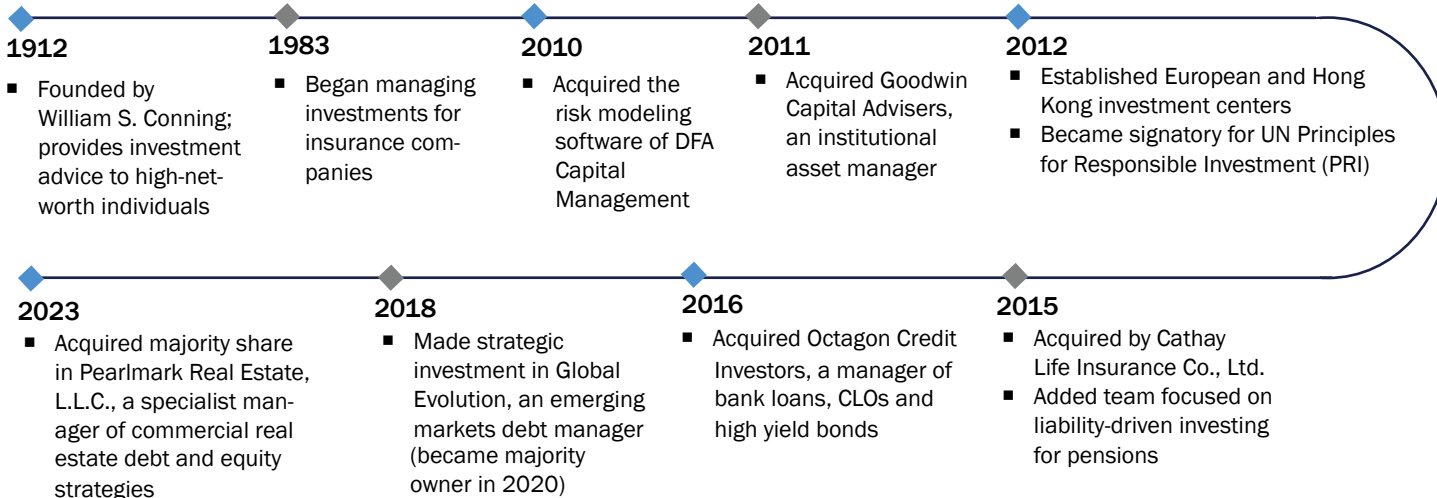 1912
■ Founded by
William S. Conning;
provides investment
advice to high-net-
worth individuals
1983
■ Began managing
investments for
insurance com-
panies
2010
■ Acquired the
risk modeling
software of DFA
Capital
Management
2011
■ Acquired Goodwin
Capital Advisers,
an institutional
asset manager
2012
■ Established European and Hong
Kong investment centers
■ Became signatory for UN Principles
for Responsible Investment (PRI)
2015
■ Acquired by Cathay
Life Insurance Co., Ltd.
■ Added team focused on
liability-driven investing
for pensions
2016
■ Acquired Octagon Credit
Investors, a manager of
bank loans, CLOs and
high yield bonds
2018
■ Made strategic
investment in Global
Evolution, an emerging
markets debt manager
(became majority
owner in 2020)
2023
■ Acquired majority share
in Pearlmark Real Estate,
L.L.C., a specialist man-
ager of commercial real
estate debt and equity
strategies